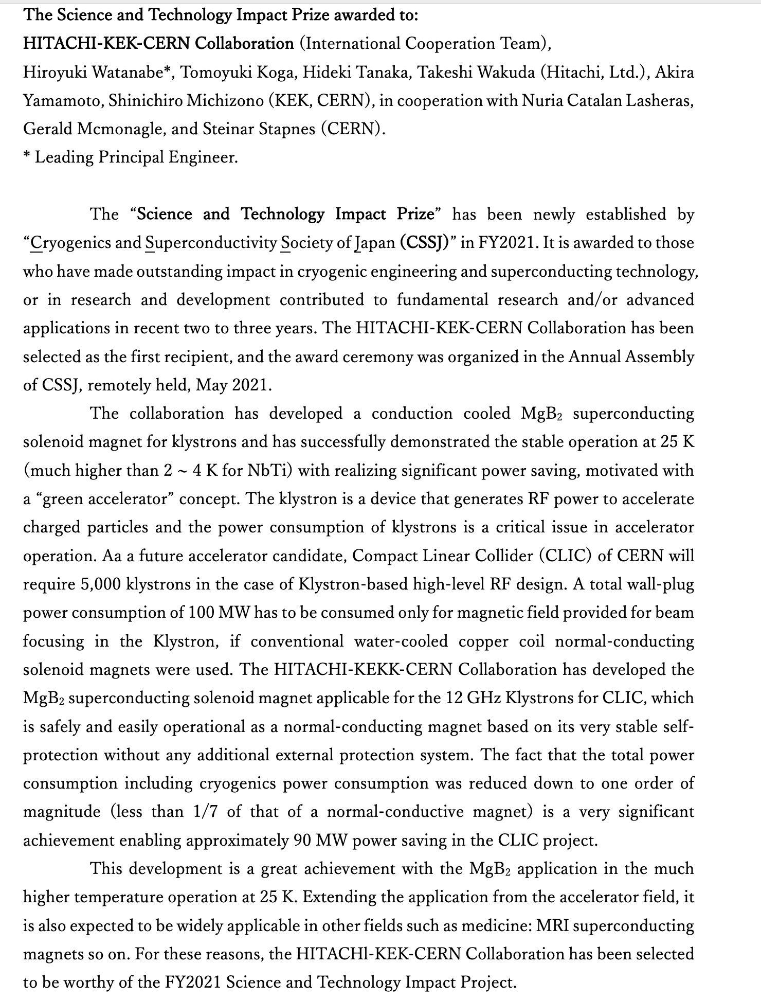 The Science and Technology Impact Prize awarded to:
HITACHI-KEK-CERN Collaboration (International Cooperation Team),
Hiroyuki Watanabe*, Tomoyuki Koga, Hideki Tanaka, Takeshi Wakuda (Hitachi, Ltd.), Akira
Yamamoto, Shinichiro Michizono (KEK, CERN), in cooperation with Nuria Catalan Lasheras,
Gerald Mcmonagle, and Steinar Stapnes (CERN).
* Leading Principal Engineer.
The “Science and Technology Impact Prize” has been newly established by
“Cryogenics and Superconductivity Society of Japan (CSSJ)” in FY2021. It is awarded to those
who have made outstanding impact in cryogenic engineering and superconducting technology,
or in research and development contributed to fundamental research and/or advanced
applications in recent two to three years. The HITACHI-KEK-CERN Collaboration has been
selected as the first recipient, and the award ceremony was organized in the Annual Assembly
of CSSJ, remotely held, May 2021.
The collaboration has developed a conduction cooled MgB₂ superconducting
solenoid magnet for klystrons and has successfully demonstrated the stable operation at 25 K
(much higher than 2 ~ 4 K for NbTi) with realizing significant power saving, motivated with
a “green accelerator” concept. The klystron is a device that generates RF power to accelerate
charged particles and the power consumption of klystrons is a critical issue in accelerator
operation. Aa a future accelerator candidate, Compact Linear Collider (CLIC) of CERN will
require 5,000 klystrons in the case of Klystron-based high-level RF design. A total wall-plug
power consumption of 100 MW has to be consumed only for magnetic field provided for beam
focusing in the Klystron, if conventional water-cooled copper coil normal-conducting
solenoid magnets were used. The HITACHI-KEKK-CERN Collaboration has developed the
MgB₂ superconducting solenoid magnet applicable for the 12 GHz Klystrons for CLIC, which
is safely and easily operational as a normal-conducting magnet based on its very stable self-
protection without any additional external protection system. The fact that the total power
consumption including cryogenics power consumption was reduced down to one order of
magnitude (less than 1/7 of that of a normal-conductive magnet) is a very significant
achievement enabling approximately 90 MW power saving in the CLIC project.
This development is a great achievement with the MgB₂ application in the much
higher temperature operation at 25 K. Extending the application from the accelerator field, it
is also expected to be widely applicable in other fields such as medicine: MRI superconducting
magnets so on. For these reasons, the HITACHl-KEK-CERN Collaboration has been selected
to be worthy of the FY2021 Science and Technology Impact Project.